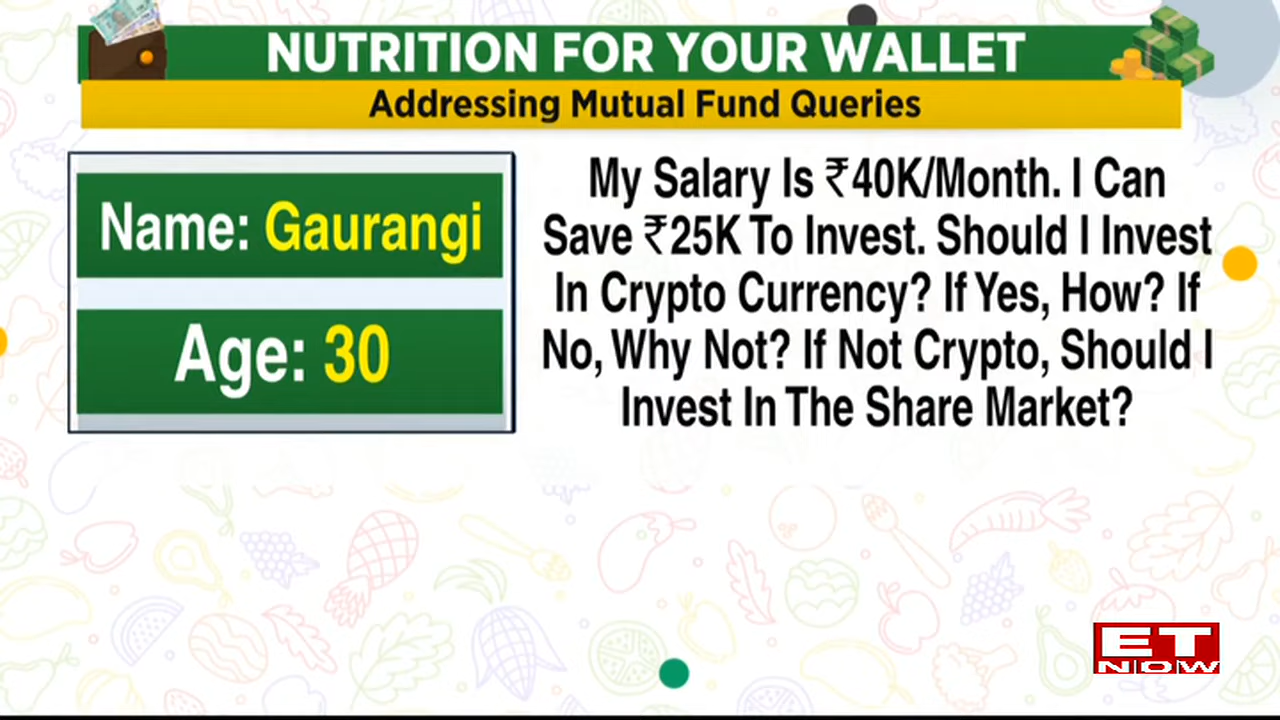 NUTRITION FOR YOUR WALLET
Addressing Mutual Fund Queries
Name: Gaurangi
Age: 30
My Salary Is ₹40K/Month. I Can
Save ₹25K To Invest. Should I Invest
In Crypto Currency? If Yes, How? If
No, Why Not? If Not Crypto, Should I
Invest In The Share Market?
ET
NOW